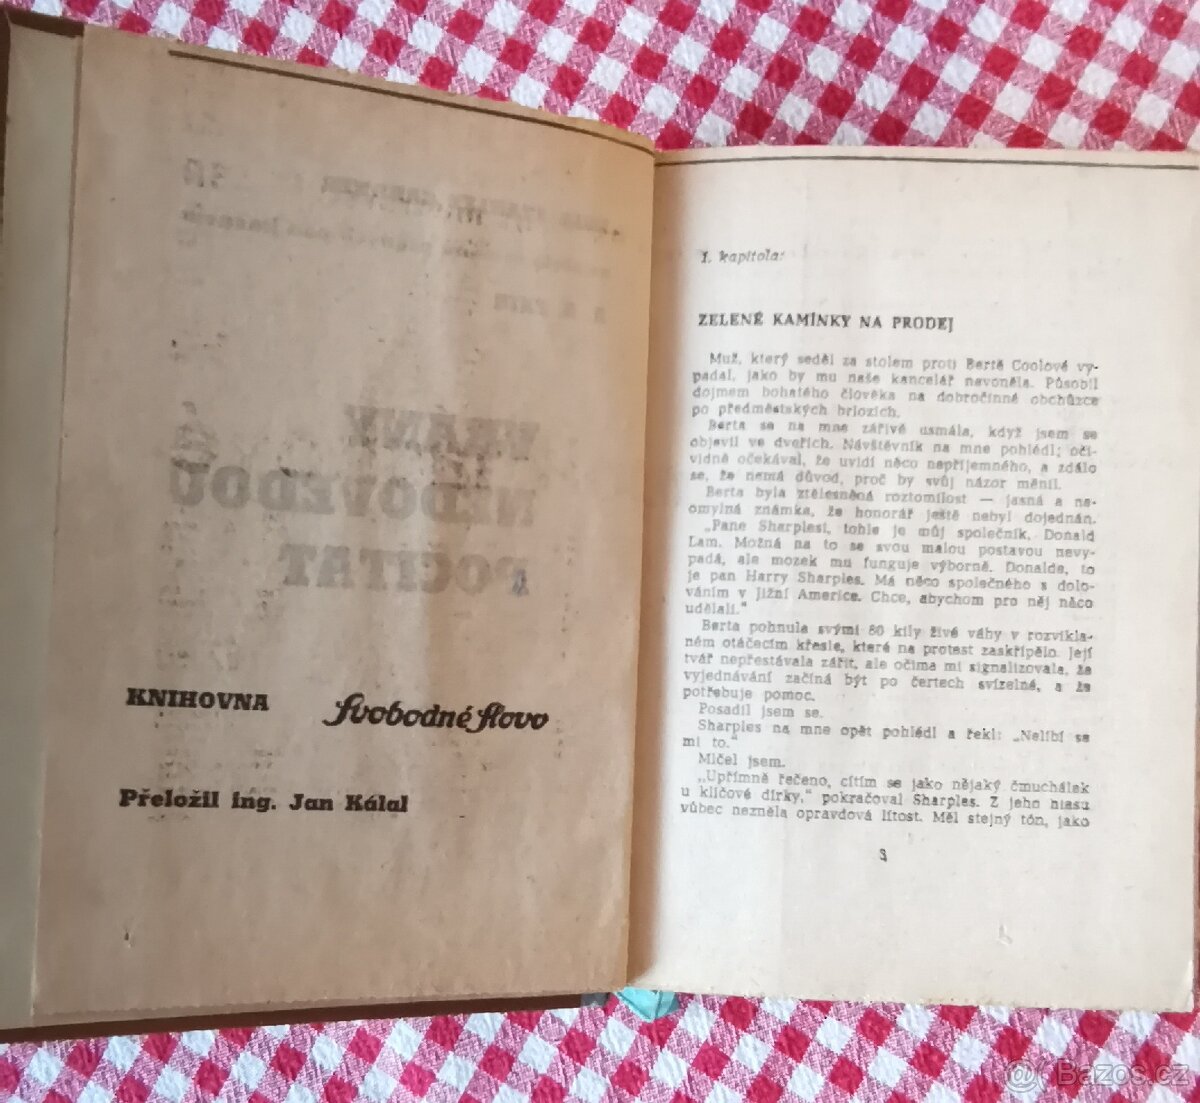 KNIHOVNA Svobodné slovo
Přeložil ing. Jan Kálal
1. kapitola:
ZELENÉ KAMÍNKY NA PRODEJ
Muž, který seděl za stolem proti Bertě Coolové vy-
padal, jako by mu naše kancelář nevoněla. Působil
dojmem bohatého člověka na dobročinné obchůzce
po předměstských brlozích.
Berta se na mne zářivě usmála, když jsem se
objevil ve dveřích. Návštěvník na mne pohlédl; oči-
vidně očekával, že uvidí něco nepříjemného, a zdálo
se, že nemá důvod, proč by svůj názor měnil.
Berta byla ztělesněná roztomilost — jasná a ne-
omylná známka, že honorář ještě nebyl dojednán.
„Pane Sharplesi, tohle je můj společník, Donald
Lam. Možná na to se svou malou postavou nevy-
padá, ale mozek mu funguje výborně. Donalde, to
je pan Harry Sharples. Má něco společného s dolo-
váním v Jižní Americe. Chce, abychom pro něj něco
udělali."
Berta pohnula svými 80 kily živé váhy v rozvikla-
ném otáčecím křesle, které na protest zaskřípělo. Její
tvář nepřestávala zářit, ale očima mi signalizovala, že
vyjednávání začíná být po čertech svízelné, a že
potřebuje pomoc.
Posadil jsem se.
Sharples na mne opět pohlédl a řekl: „Nelíbí se
mi to."
Mlčel jsem.
„Upřímně řečeno, cítím se jako nějaký čmuchálek
u klíčové dírky," pokračoval Sharples. Z jeho hlasu
vůbec nezněla opravdová lítost. Měl stejný tón, jako
3
@ Bazos.cz